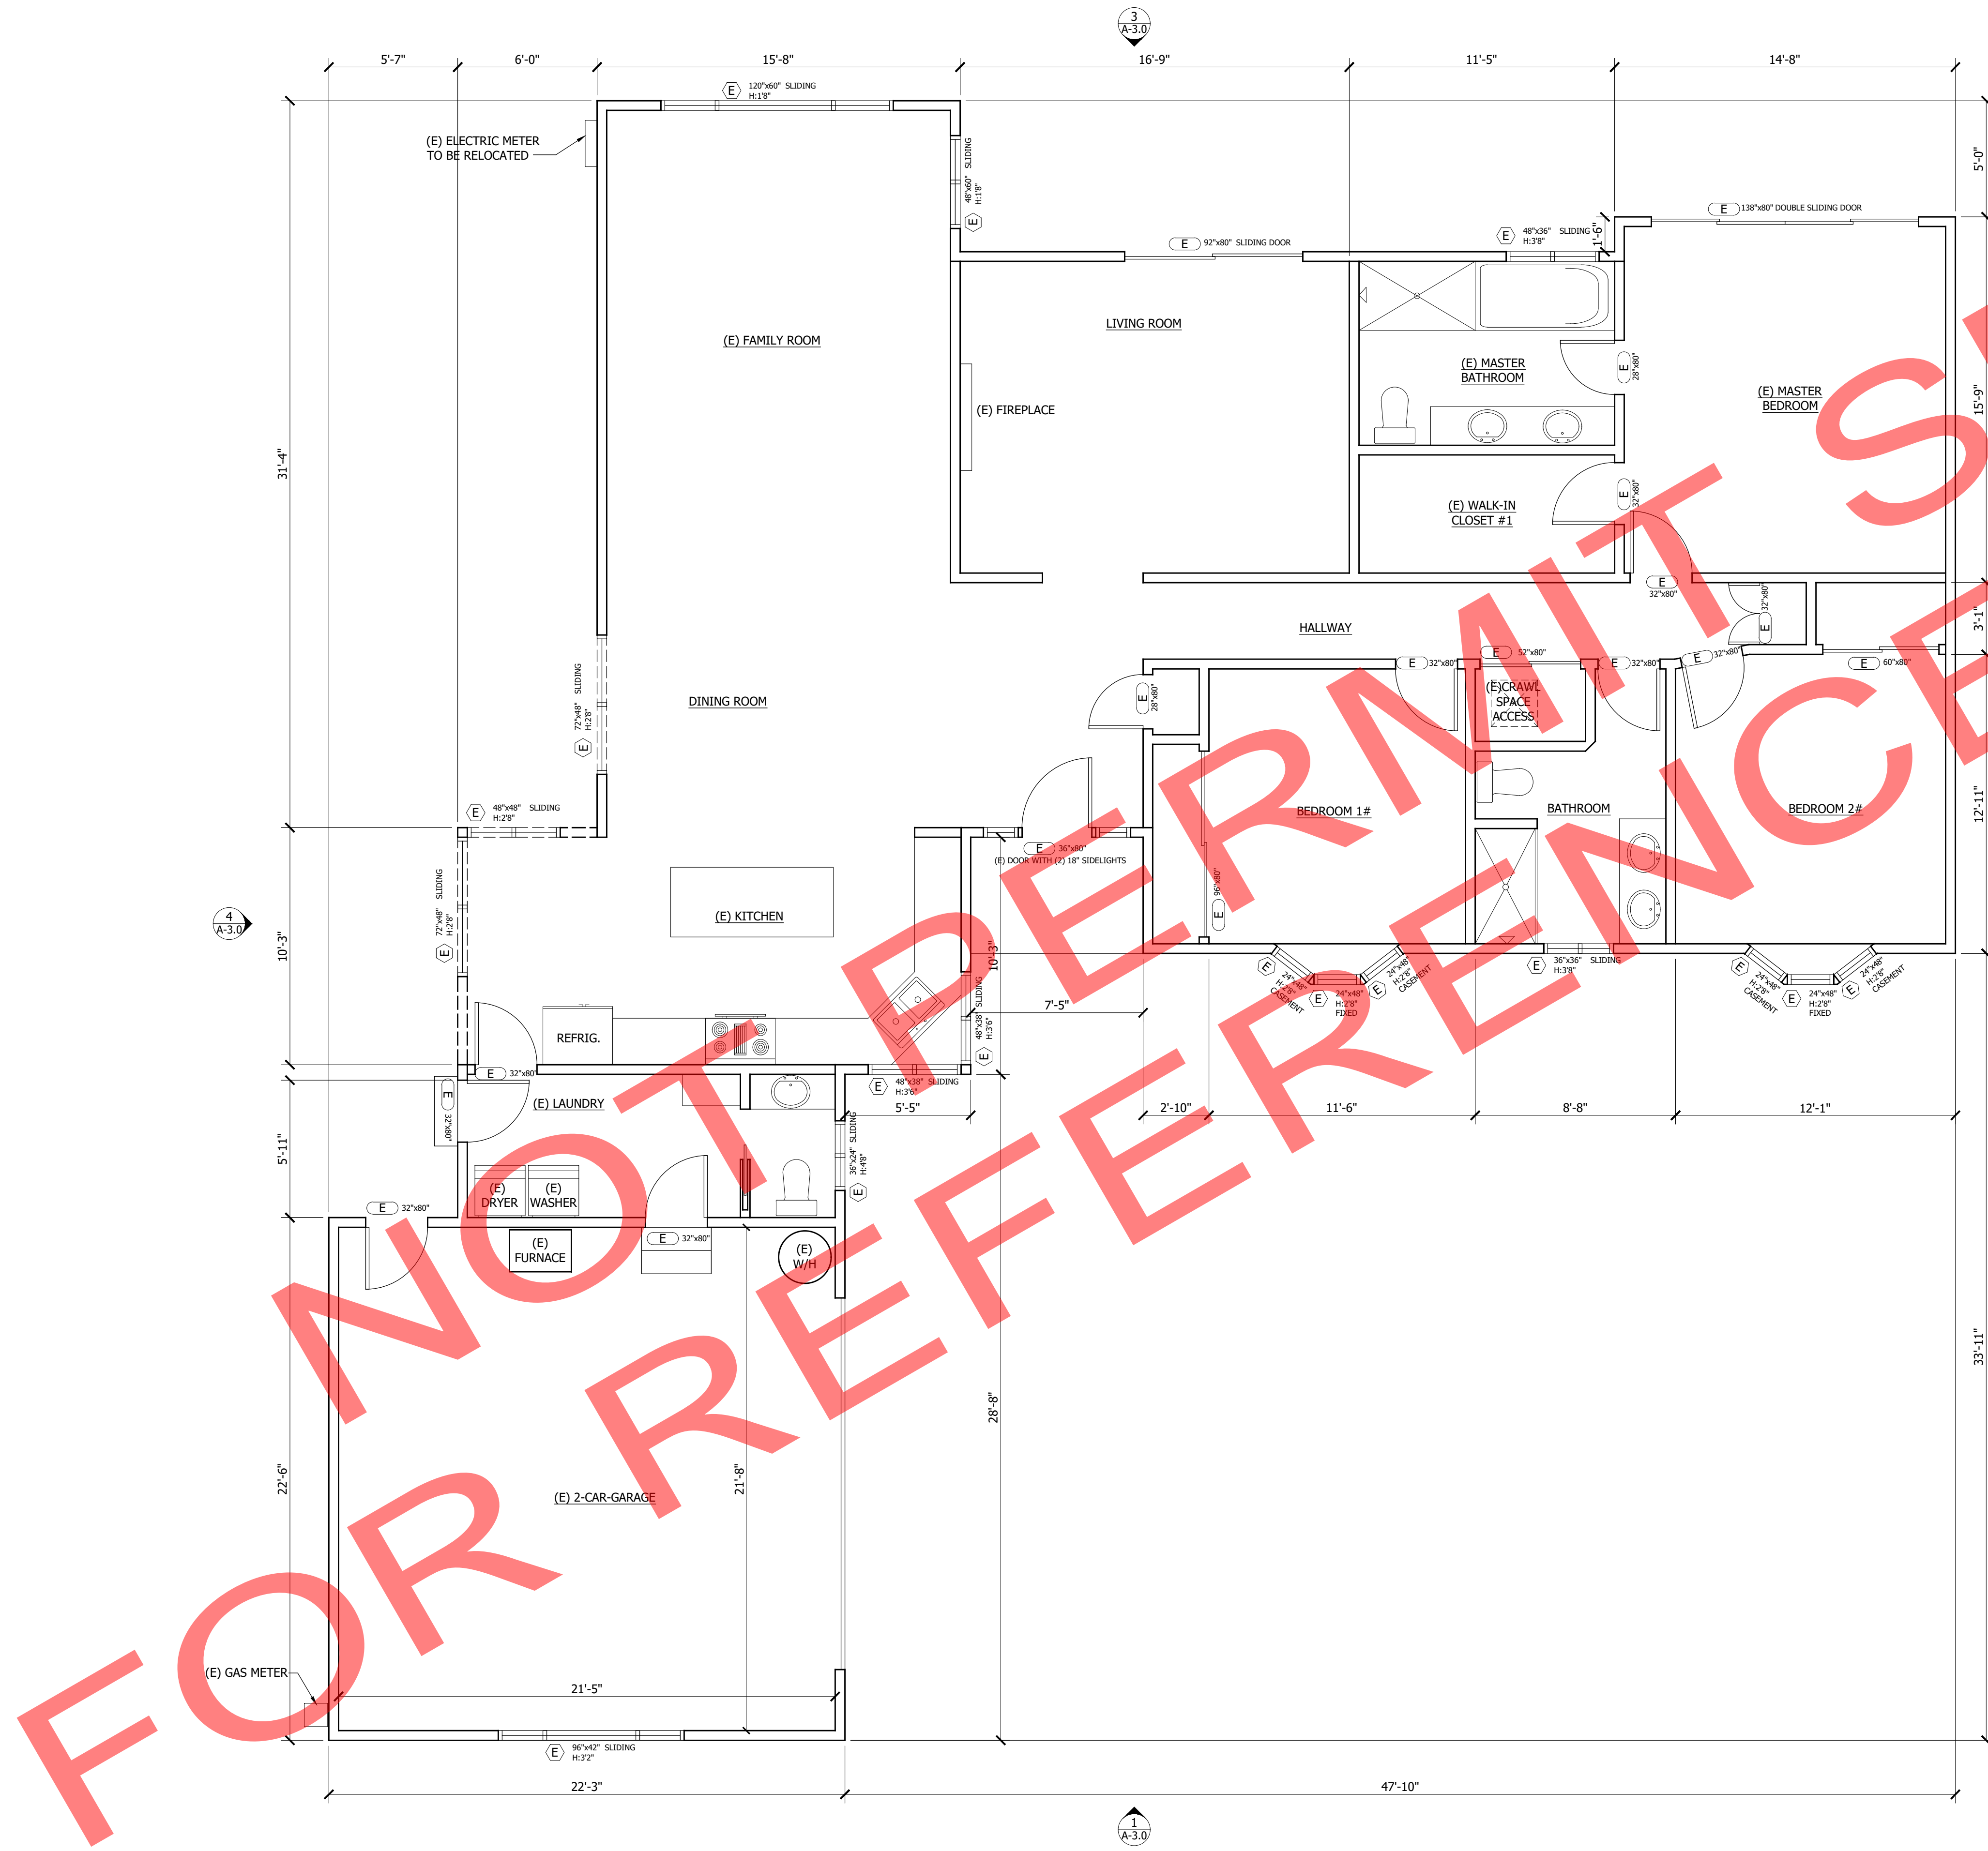 3
A-3.0
5'-7"
6'-0"
15'-8"
16'-9"
11'-5"
14'-8"
E
120"x60" SLIDING
H:1'8"
(E) ELECTRIC METER
TO BE RELOCATED
48"x60" SLIDING
H:1'8"
E
E
92"x80" SLIDING DOOR
E
48"x36" SLIDING
H:3'8"
1'-6"
E
138"x80" DOUBLE SLIDING DOOR
5'-0"
31'-4"
(E) FAMILY ROOM
LIVING ROOM
(E) FIREPLACE
(E) MASTER
BATHROOM
E
28"x80"
(E) MASTER
BEDROOM
15'-9"
(E) WALK-IN
CLOSET #1
E
32"x80"
E
32"x80"
E
32"x80"
3'-1"
HALLWAY
E
32"x80"
E
52"x80"
E
32"x80"
E
32"x80"
E
60"x80"
72"x48" SLIDING
H:2'8"
E
DINING ROOM
E
28"x80"
(E)CRAWL
SPACE
ACCESS
E
48"x48" SLIDING
H:2'8"
BEDROOM 1#
BATHROOM
BEDROOM 2#
12'-11"
E
36"x80"
(E) DOOR WITH (2) 18" SIDELIGHTS
72"x48" SLIDING
H:2'8"
E
(E) KITCHEN
E
96"x80"
4
A-3.0
10'-3"
10'-3"
E
24"x48"
H:2'8"
CASEMENT
E
24"x48"
H:2'8"
FIXED
E
24"x48"
H:2'8"
CASEMENT
E
36"x36" SLIDING
H:3'8"
E
24"x48"
H:2'8"
CASEMENT
E
24"x48"
H:2'8"
FIXED
E
24"x48"
H:2'8"
CASEMENT
7'-5"
REFRIG.
48"x38" SLIDING
H:3'6"
E
E
32"x80"
E
48"x38" SLIDING
H:3'6"
E
32"x80"
(E) LAUNDRY
5'-5"
2'-10"
11'-6"
8'-8"
12'-1"
5'-11"
36"x24" SLIDING
H:4'8"
E
(E)
DRYER
(E)
WASHER
E
32"x80"
E
32"x80"
(E)
FURNACE
(E)
W/H
28'-8"
33'-11"
22'-6"
21'-8"
(E) 2-CAR-GARAGE
(E) GAS METER
21'-5"
E
96"x42" SLIDING
H:3'2"
22'-3"
47'-10"
1
A-3.0
NOT PERMIT S
FOR REFERENCE